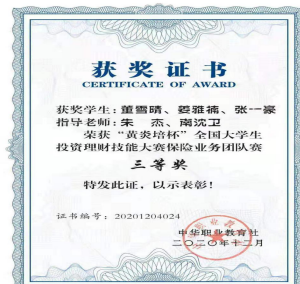 获奖证书
CERTIFICATE OF AWARD
获奖学生：董雪晴、姜雅楠、张一豪
指导老师：朱 杰、南沈卫
荣获“黄炎培杯”全国大学生
投资理财技能大赛保险业务团队赛
三等奖
特发此证，以示表彰！
证书编号：20201204024
中华职业教育社
二〇二〇年十二月